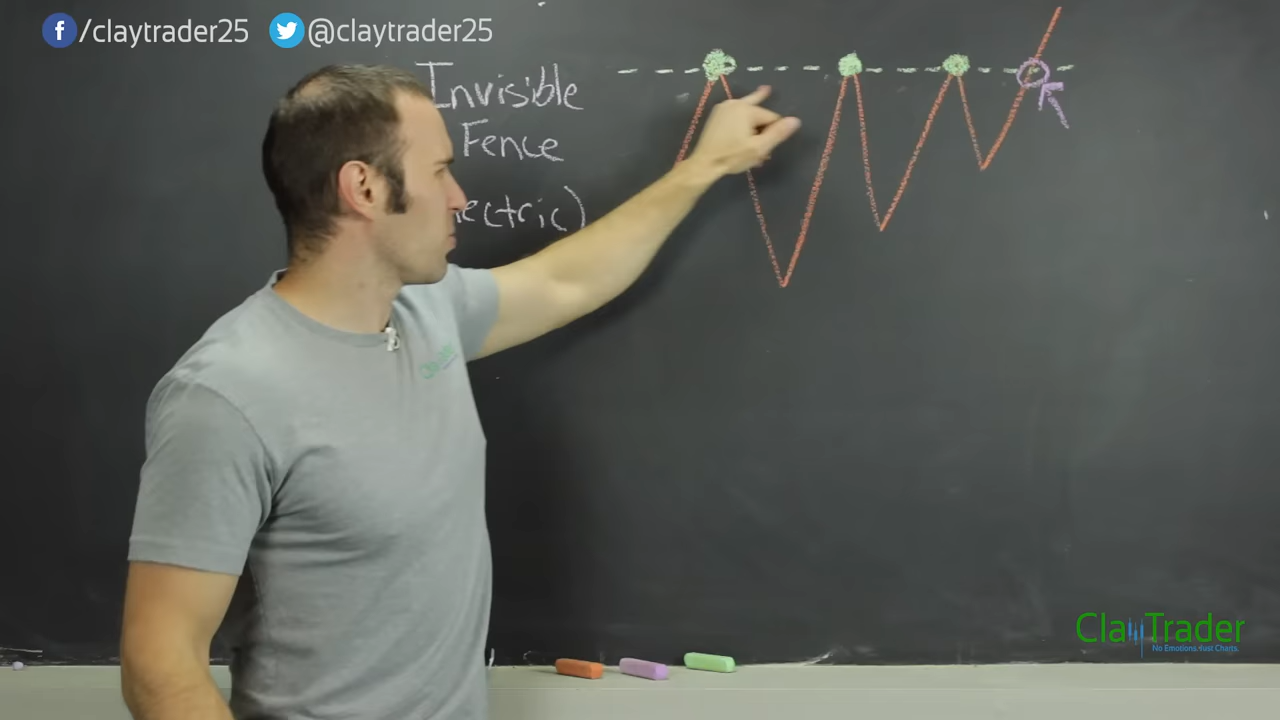 /claytrader25 @claytrader25
Invisible
Fence
ectric)
ClayTrader
No Emotions. Just Charts.